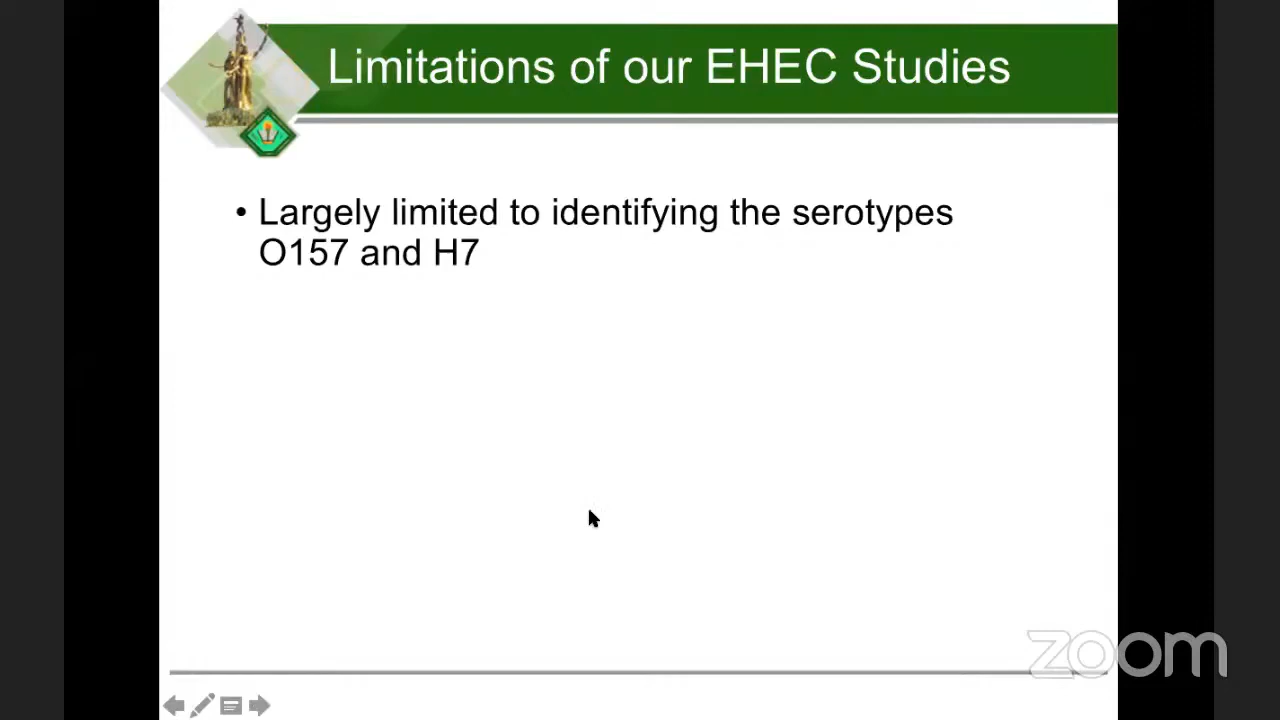 Limitations of our EHEC Studies
• Largely limited to identifying the serotypes
O157 and H7
zoom